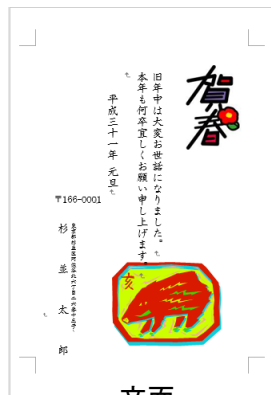 賀春
旧年中は大変お世話になりました。
本年も何卒宜しくお願い申し上げます。
平成三十一年 元旦
〒166-0001
杉 並 太 郎
亥
文面